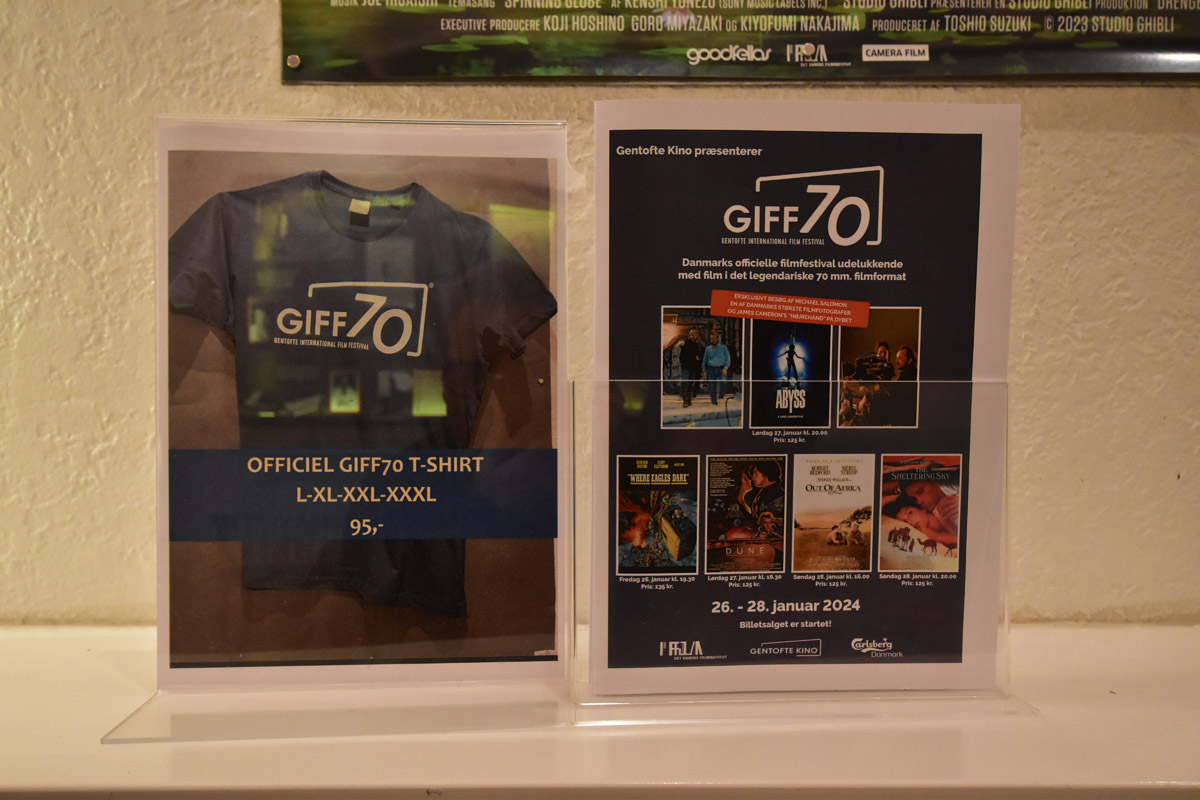 MUSIK JOE HISAISHI TEMASANG "SPINNING GLOBE" AF KENSHI YONEZU (SONY MUSIC LABELS INC.) STUDIO GHIBLI PRÆSENTERER EN STUDIO GHIBLI PRODUKTION
EXECUTIVE PRODUCERE KOJI HOSHINO GORO MIYAZAKI OG KIYOFUMI NAKAJIMA PRODUCERET AF TOSHIO SUZUKI © 2023 STUDIO GHIBLI
goodfellas
DET DANSKE FILMINSTITUT
CAMERA FILM
GIFF70
GENTOFTE INTERNATIONAL FILM FESTIVAL
OFFICIEL GIFF70 T-SHIRT
L-XL-XXL-XXXL
95,-
Gentofte Kino præsenterer
GIFF70
GENTOFTE INTERNATIONAL FILM FESTIVAL
Danmarks officielle filmfestival udelukkende
med film i det legendariske 70 mm. filmformat
EKSKLUSIVT BESØG AF MICHAEL SALOMON.
EN AF DANMARKS STØRSTE FILMFOTOGRAFER
OG JAMES CAMERON'S "HØJREHÅND" PÅ DYBET
THE
ABYSS
Lørdag 27. januar kl. 20.00
Pris: 125 kr.
"WHERE EAGLES DARE"
DUNE
ROBERT REDFORD MERYL STREEP
OUT OF AFRICA
THE
SHELTERING SKY
Fredag 26. januar kl. 19.30
Pris: 135 kr.
Lørdag 27. januar kl. 16.30
Pris: 125 kr.
Søndag 28. januar kl. 16.00
Pris: 125 kr.
Søndag 28. januar kl. 20.00
Pris: 125 kr.
26. - 28. januar 2024
Billetsalget er startet!
DET DANSKE FILMINSTITUT
GENTOFTE KINO
Carlsberg
Danmark